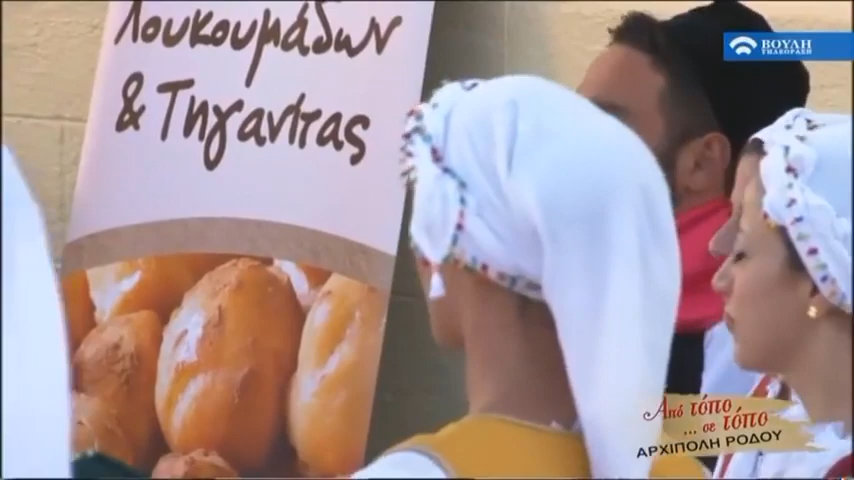 Λουκουμάδων
& Τηγανίτας
ΒΟΥΛΗ
ΤΗΛΕΟΡΑΣΗ
Από τόπο
... σε τόπο
ΑΡΧΙΠΟΛΗ ΡΟΔΟΥ